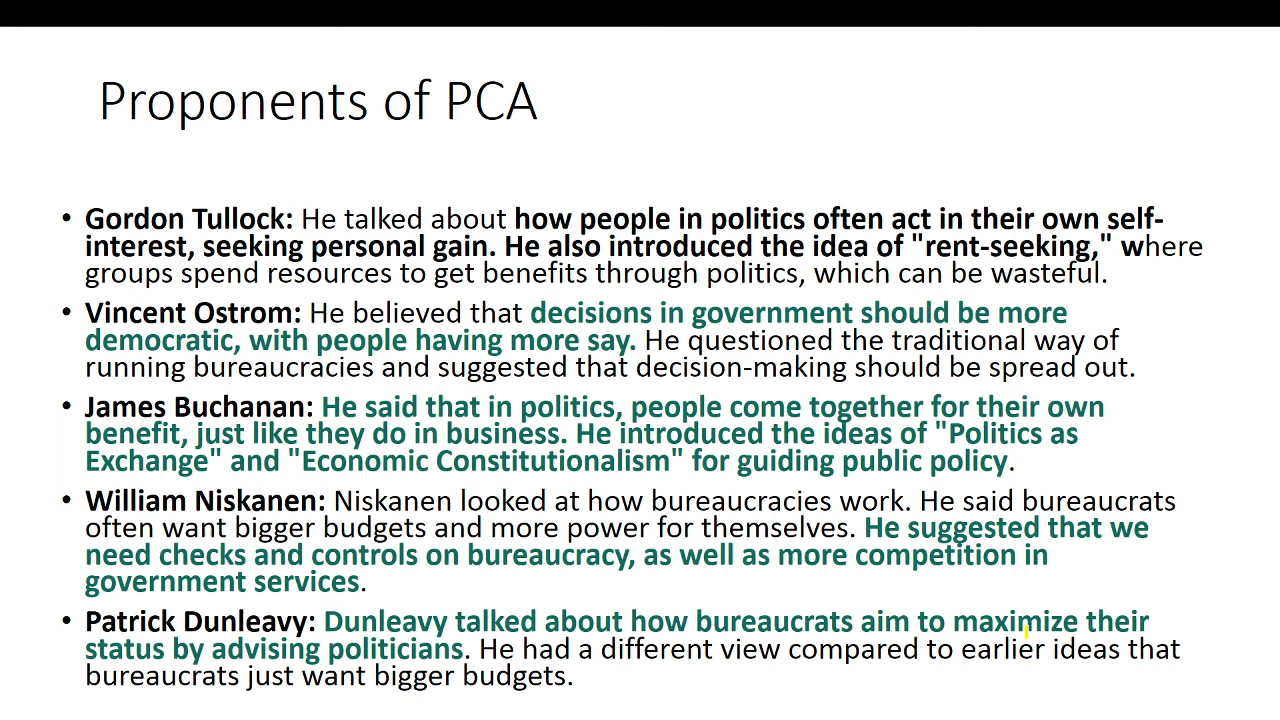 Proponents of PCA
• Gordon Tullock: He talked about how people in politics often act in their own self-
interest, seeking personal gain. He also introduced the idea of "rent-seeking," where
groups spend resources to get benefits through politics, which can be wasteful.
• Vincent Ostrom: He believed that decisions in government should be more
democratic, with people having more say. He questioned the traditional way of
running bureaucracies and suggested that decision-making should be spread out.
• James Buchanan: He said that in politics, people come together for their own
benefit, just like they do in business. He introduced the ideas of "Politics as
Exchange" and "Economic Constitutionalism" for guiding public policy.
• William Niskanen: Niskanen looked at how bureaucracies work. He said bureaucrats
often want bigger budgets and more power for themselves. He suggested that we
need checks and controls on bureaucracy, as well as more competition in
government services.
• Patrick Dunleavy: Dunleavy talked about how bureaucrats aim to maximize their
status by advising politicians. He had a different view compared to earlier ideas that
bureaucrats just want bigger budgets.